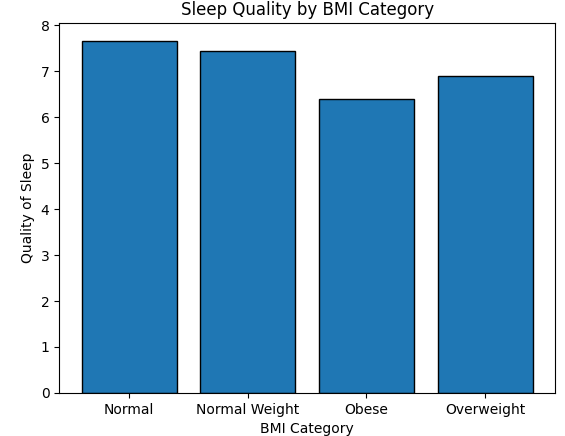 Sleep Quality by BMI Category
8
7
6
5
4
3
2
1
0
Quality of Sleep
Normal Normal Weight Obese Overweight
BMI Category